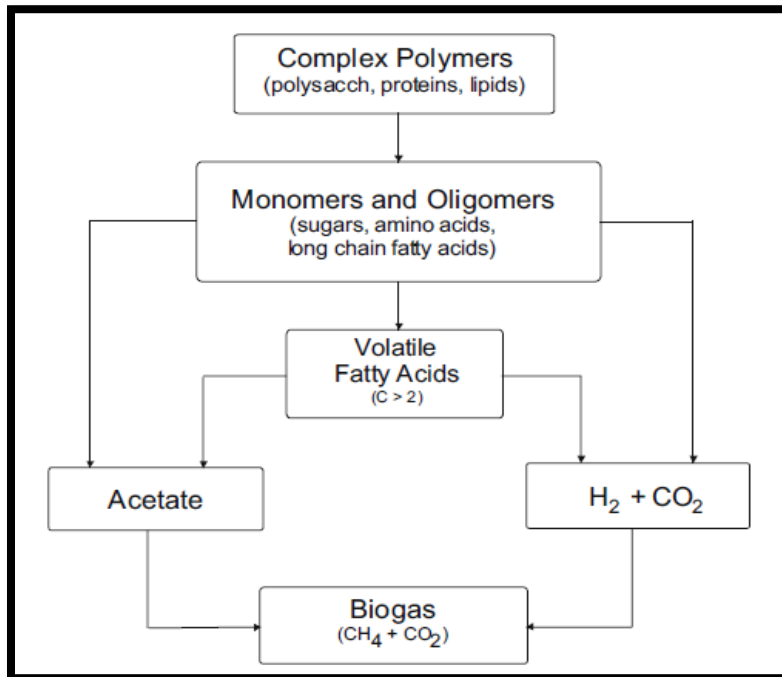 Complex Polymers
(polysacch, proteins, lipids)
Monomers and Oligomers
(sugars, amino acids,
long chain fatty acids)
Volatile
Fatty Acids
(C > 2)
Acetate
H₂ + CO₂
Biogas
(CH₄ + CO₂)